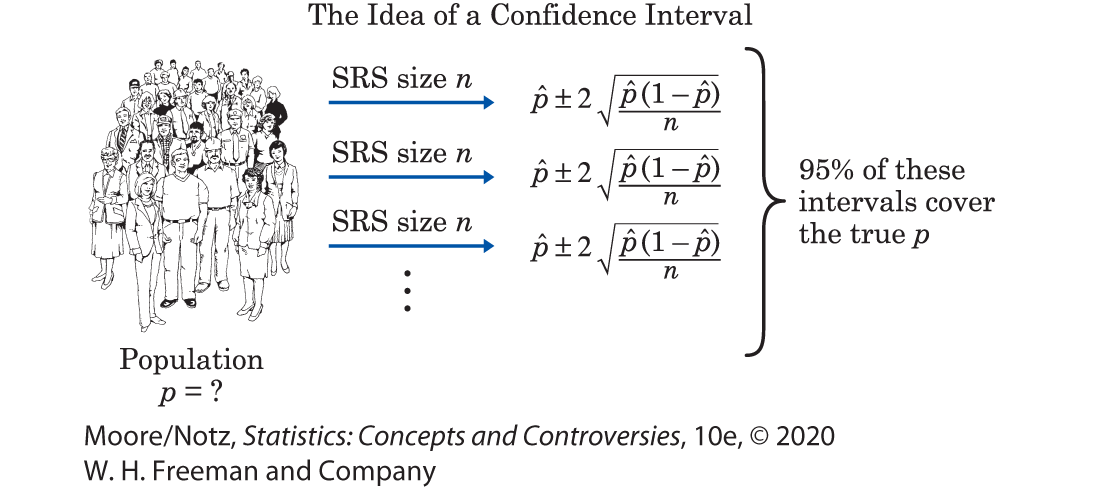 The Idea of a Confidence Interval
SRS size n
p̂ ± 2 √(p̂(1 − p̂)/n)
SRS size n
p̂ ± 2 √(p̂(1 − p̂)/n)
SRS size n
p̂ ± 2 √(p̂(1 − p̂)/n)
95% of these
intervals cover
the true p
Population
p = ?
Moore/Notz, Statistics: Concepts and Controversies, 10e, © 2020
W. H. Freeman and Company